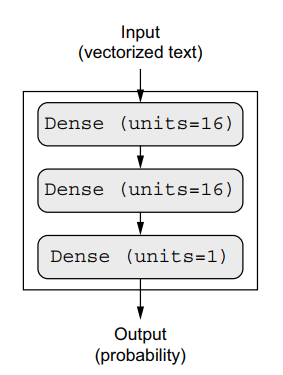 Input
(vectorized text)
Dense (units=16)
Dense (units=16)
Dense (units=1)
Output
(probability)